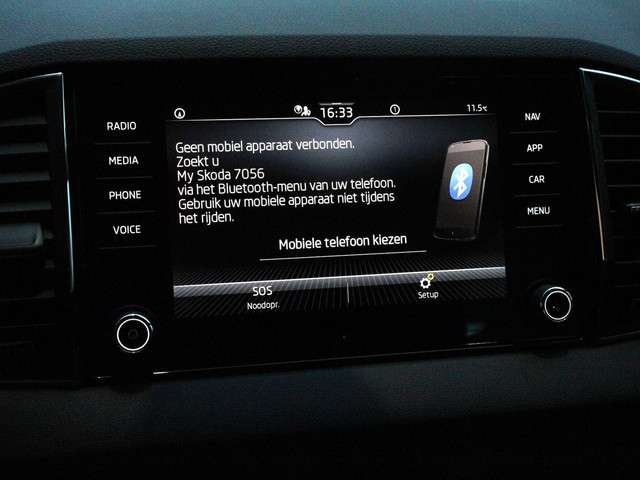 16:33
1
11.5°C
RADIO
MEDIA
PHONE
VOICE
Geen mobiel apparaat verbonden.
Zoekt u
My Skoda 7056
via het Bluetooth-menu van uw telefoon.
Gebruik uw mobiele apparaat niet tijdens
het rijden.
Mobiele telefoon kiezen
SOS
Noodopr.
Setup
NAV
APP
CAR
MENU